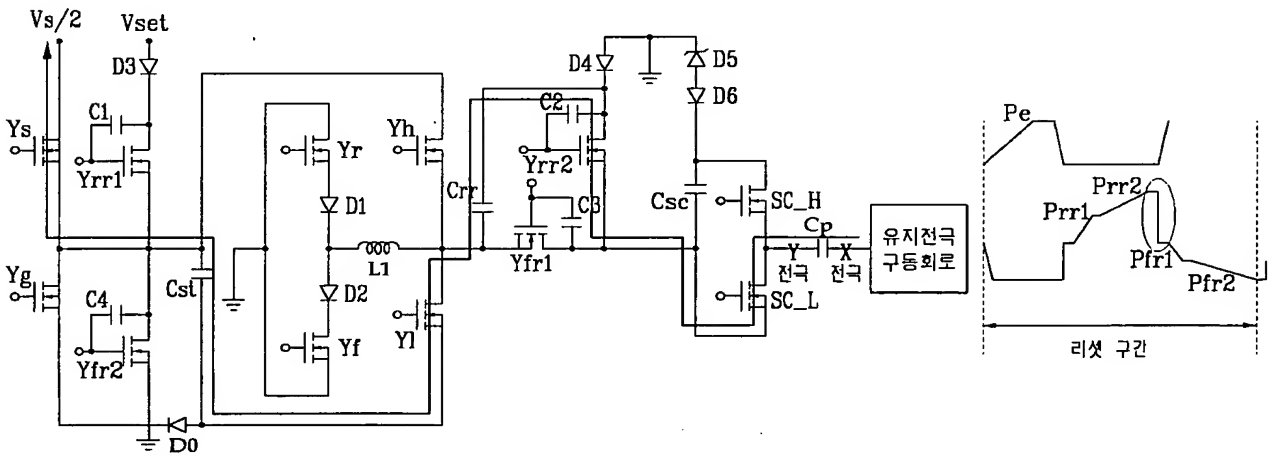 Vs/2 Vset
D3
C1
Ys
Yrr1
Yg
C4
Yfr2
D0
Cst
Yr
D1
L1
D2
Yf
Yh
Yl
Crr
D4
C2
Yrr2
C3
Yfr1
D5
D6
Csc
SC_H
Cp
Y X
전극 전극
SC_L
유지전극
구동회로
Pe
Prr2
Prr1
Pfr1
Pfr2
리셋 구간